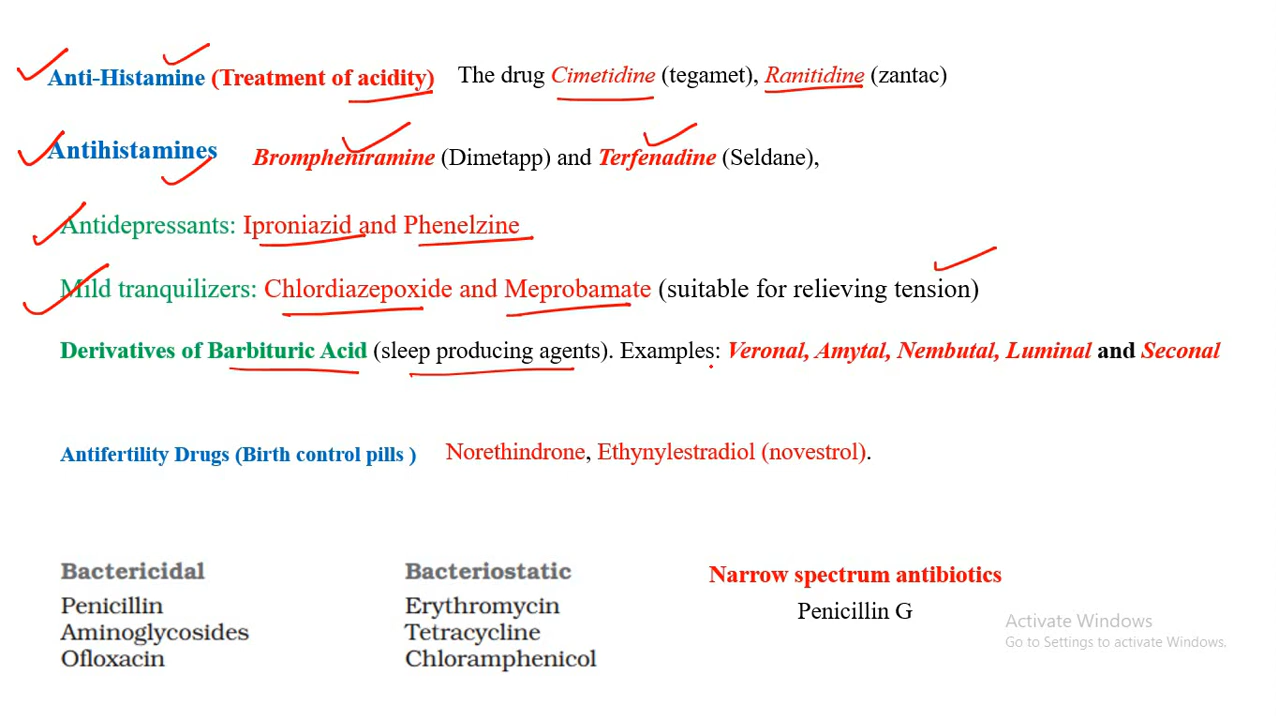 Anti-Histamine (Treatment of acidity) The drug Cimetidine (tegamet), Ranitidine (zantac)
Antihistamines Brompheniramine (Dimetapp) and Terfenadine (Seldane),
Antidepressants: Iproniazid and Phenelzine
Mild tranquilizers: Chlordiazepoxide and Meprobamate (suitable for relieving tension)
Derivatives of Barbituric Acid (sleep producing agents). Examples: Veronal, Amytal, Nembutal, Luminal and Seconal
Antifertility Drugs (Birth control pills ) Norethindrone, Ethynylestradiol (novestrol).
Bactericidal Bacteriostatic Narrow spectrum antibiotics
Penicillin Erythromycin Penicillin G
Aminoglycosides Tetracycline
Ofloxacin Chloramphenicol
Activate Windows
Go to Settings to activate Windows.